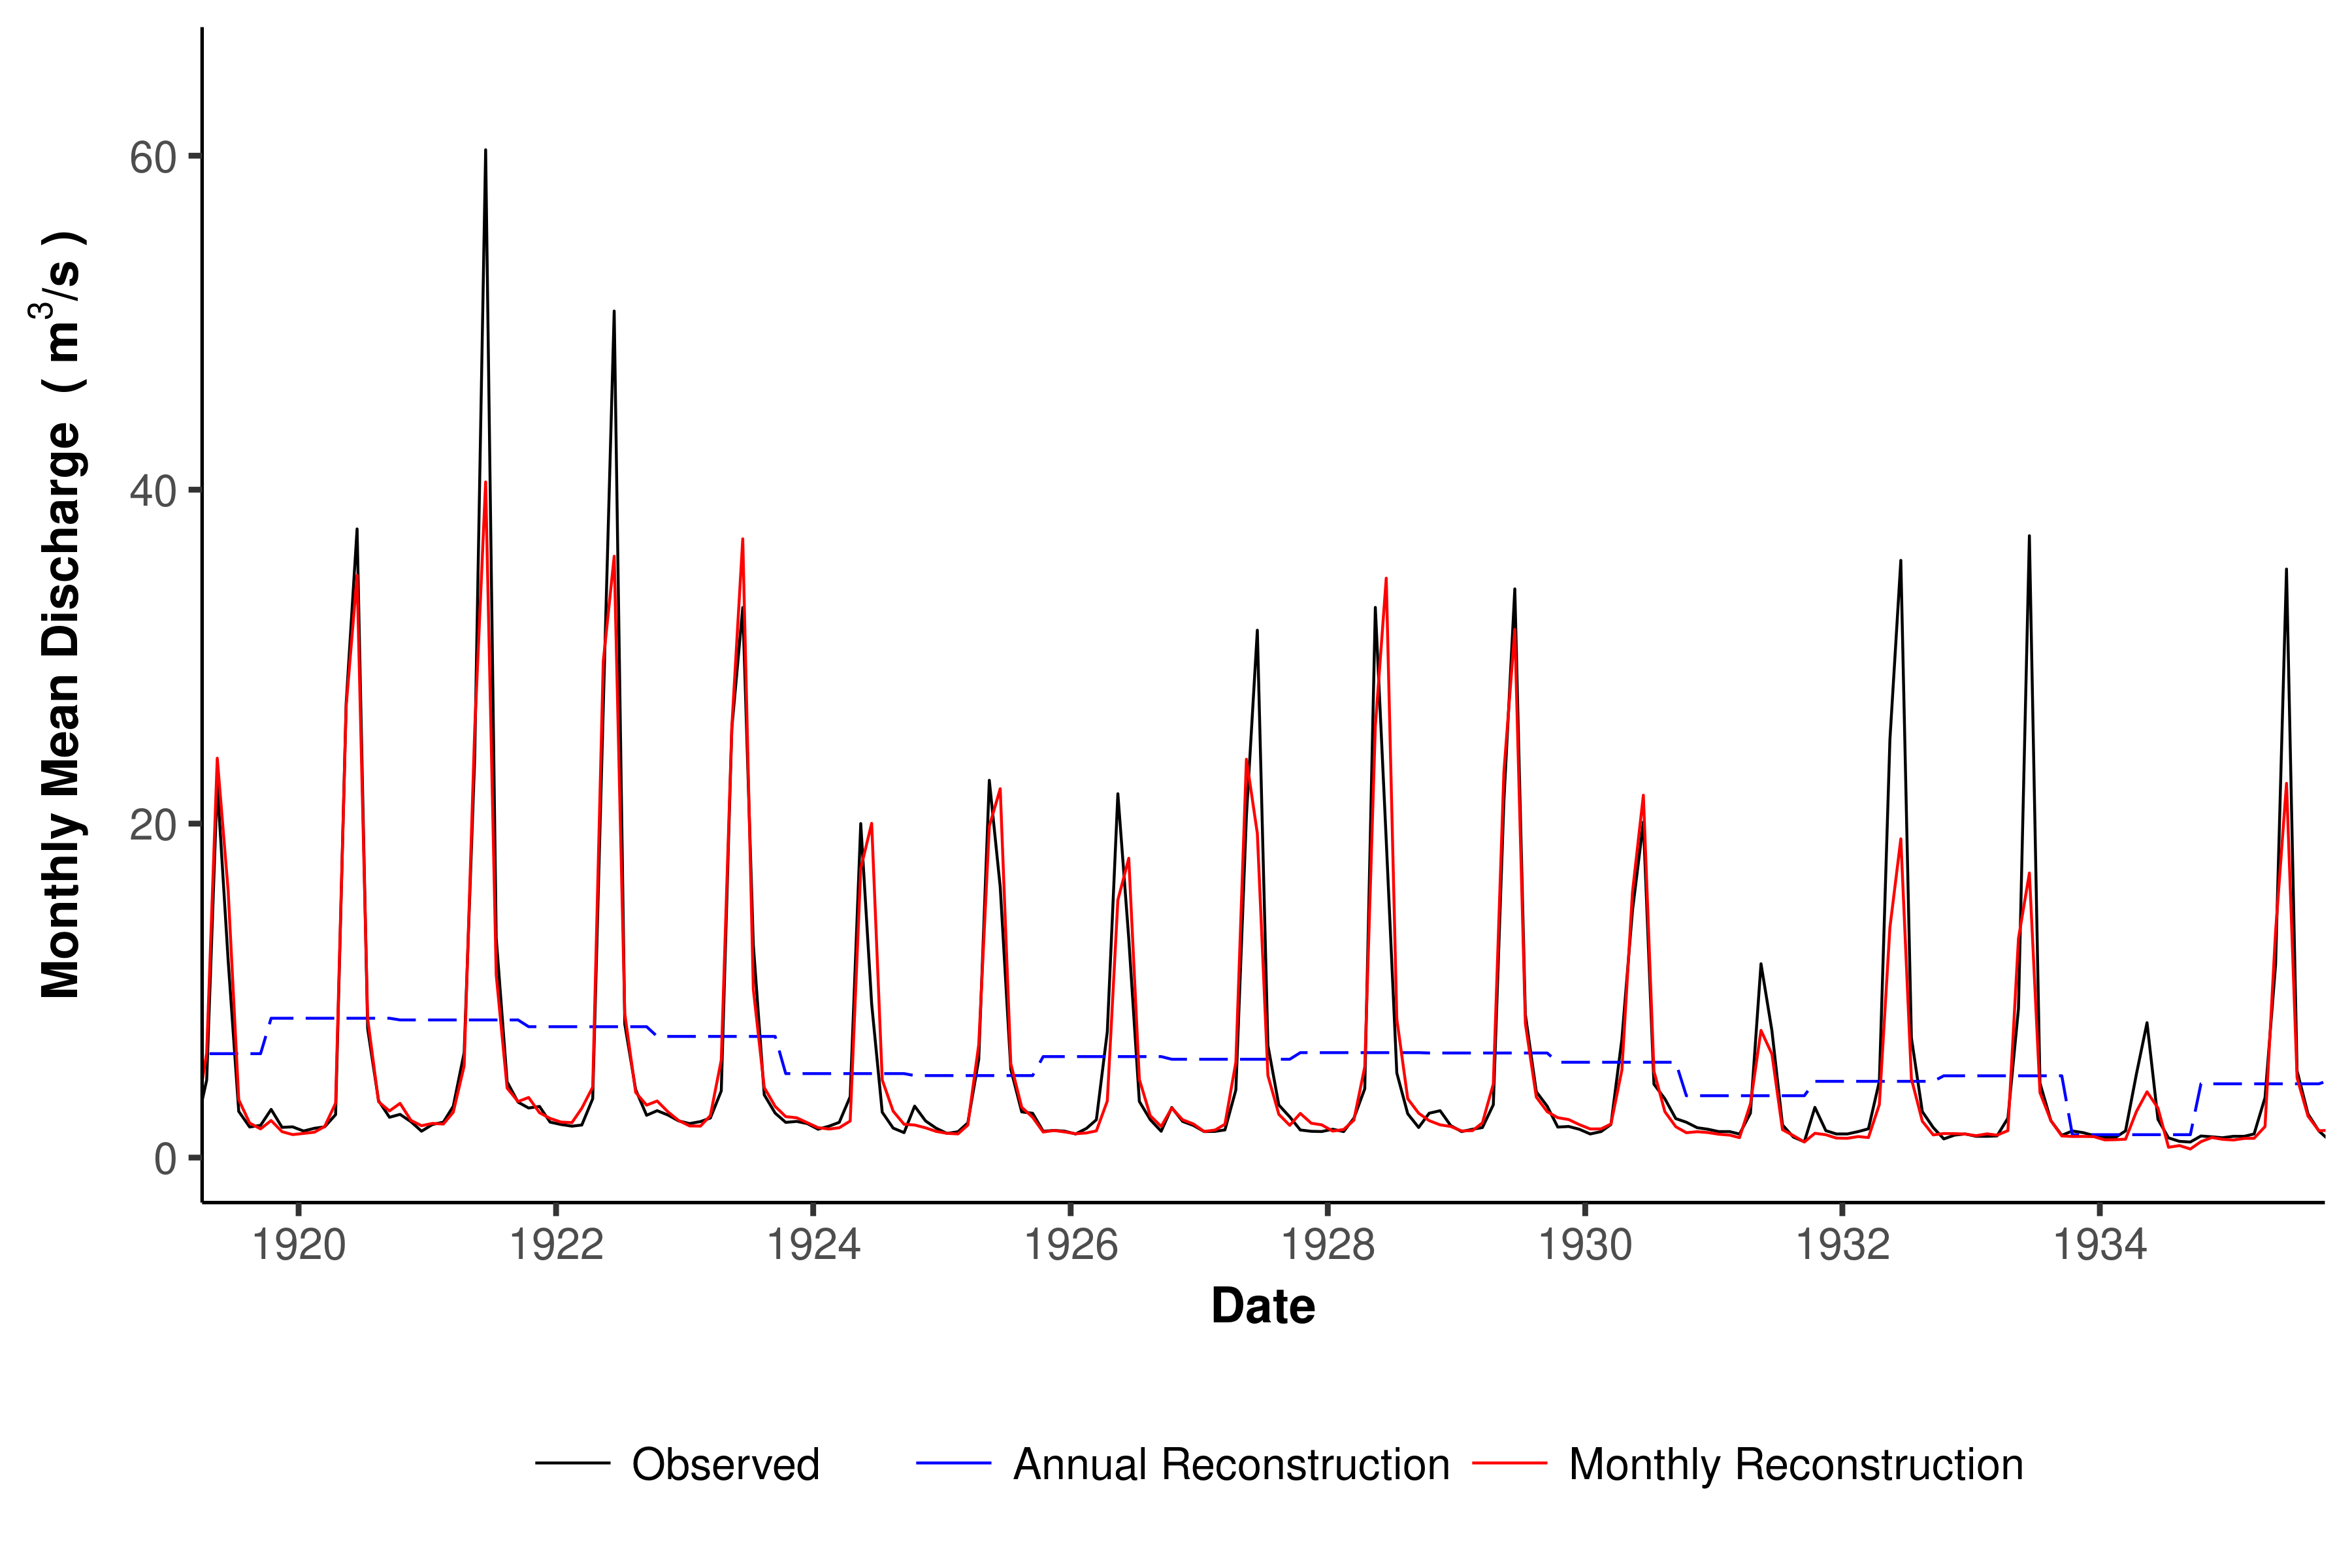 Monthly Mean Discharge ( m³/s )
60
40
20
0
1920 1922 1924 1926 1928 1930 1932 1934
Date
Observed Annual Reconstruction Monthly Reconstruction